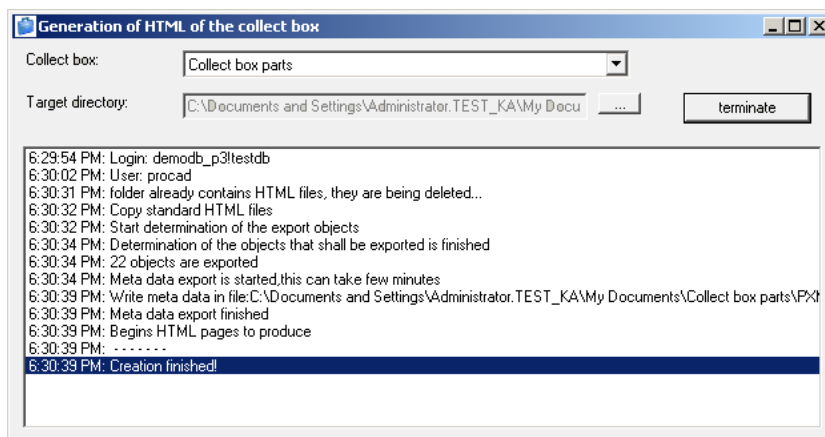 Generation of HTML of the collect box
Collect box:
Collect box parts
Target directory:
C:\Documents and Settings\Administrator.TEST_KA\My Docu
...
terminate
6:29:54 PM: Login: demodb_p3!testdb
6:30:02 PM: User: procad
6:30:31 PM: folder already contains HTML files, they are being deleted...
6:30:32 PM: Copy standard HTML files
6:30:32 PM: Start determination of the export objects
6:30:34 PM: Determination of the objects that shall be exported is finished
6:30:34 PM: 22 objects are exported
6:30:34 PM: Meta data export is started,this can take few minutes
6:30:39 PM: Write meta data in file:C:\Documents and Settings\Administrator.TEST_KA\My Documents\Collect box parts\
6:30:39 PM: Meta data export finished
6:30:39 PM: Begins HTML pages to produce
6:30:39 PM: - - - - - - -
6:30:39 PM: Creation finished!